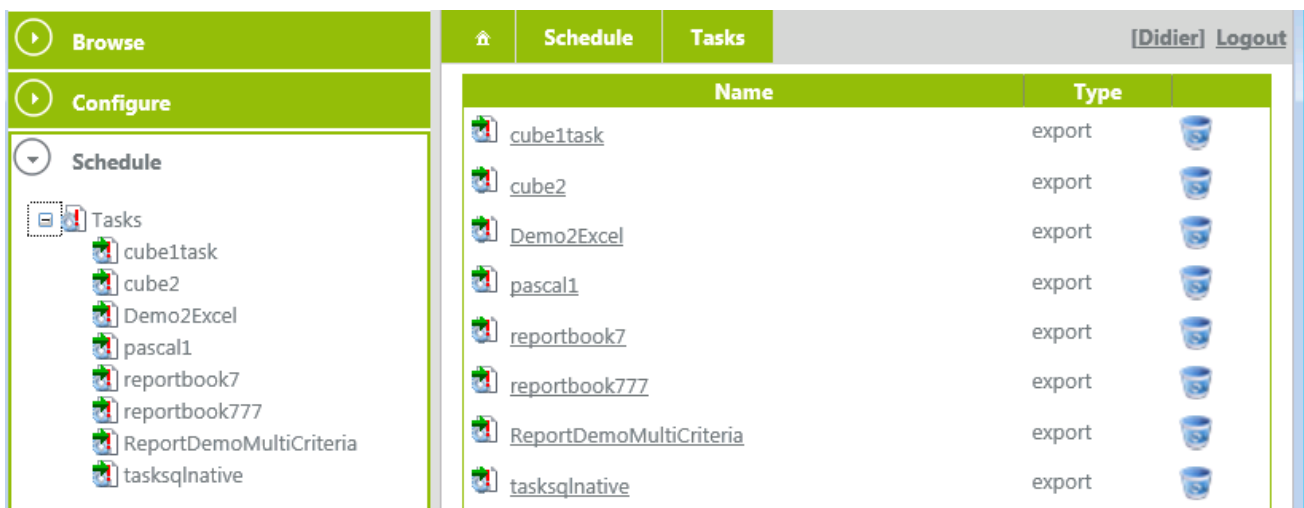 Browse
Configure
Schedule
Tasks
cube1task
cube2
Demo2Excel
pascal1
reportbook7
reportbook777
ReportDemoMultiCriteria
tasksqlnative
Schedule Tasks [Didier] Logout
Name Type
cube1task export
cube2 export
Demo2Excel export
pascal1 export
reportbook7 export
reportbook777 export
ReportDemoMultiCriteria export
tasksqlnative export